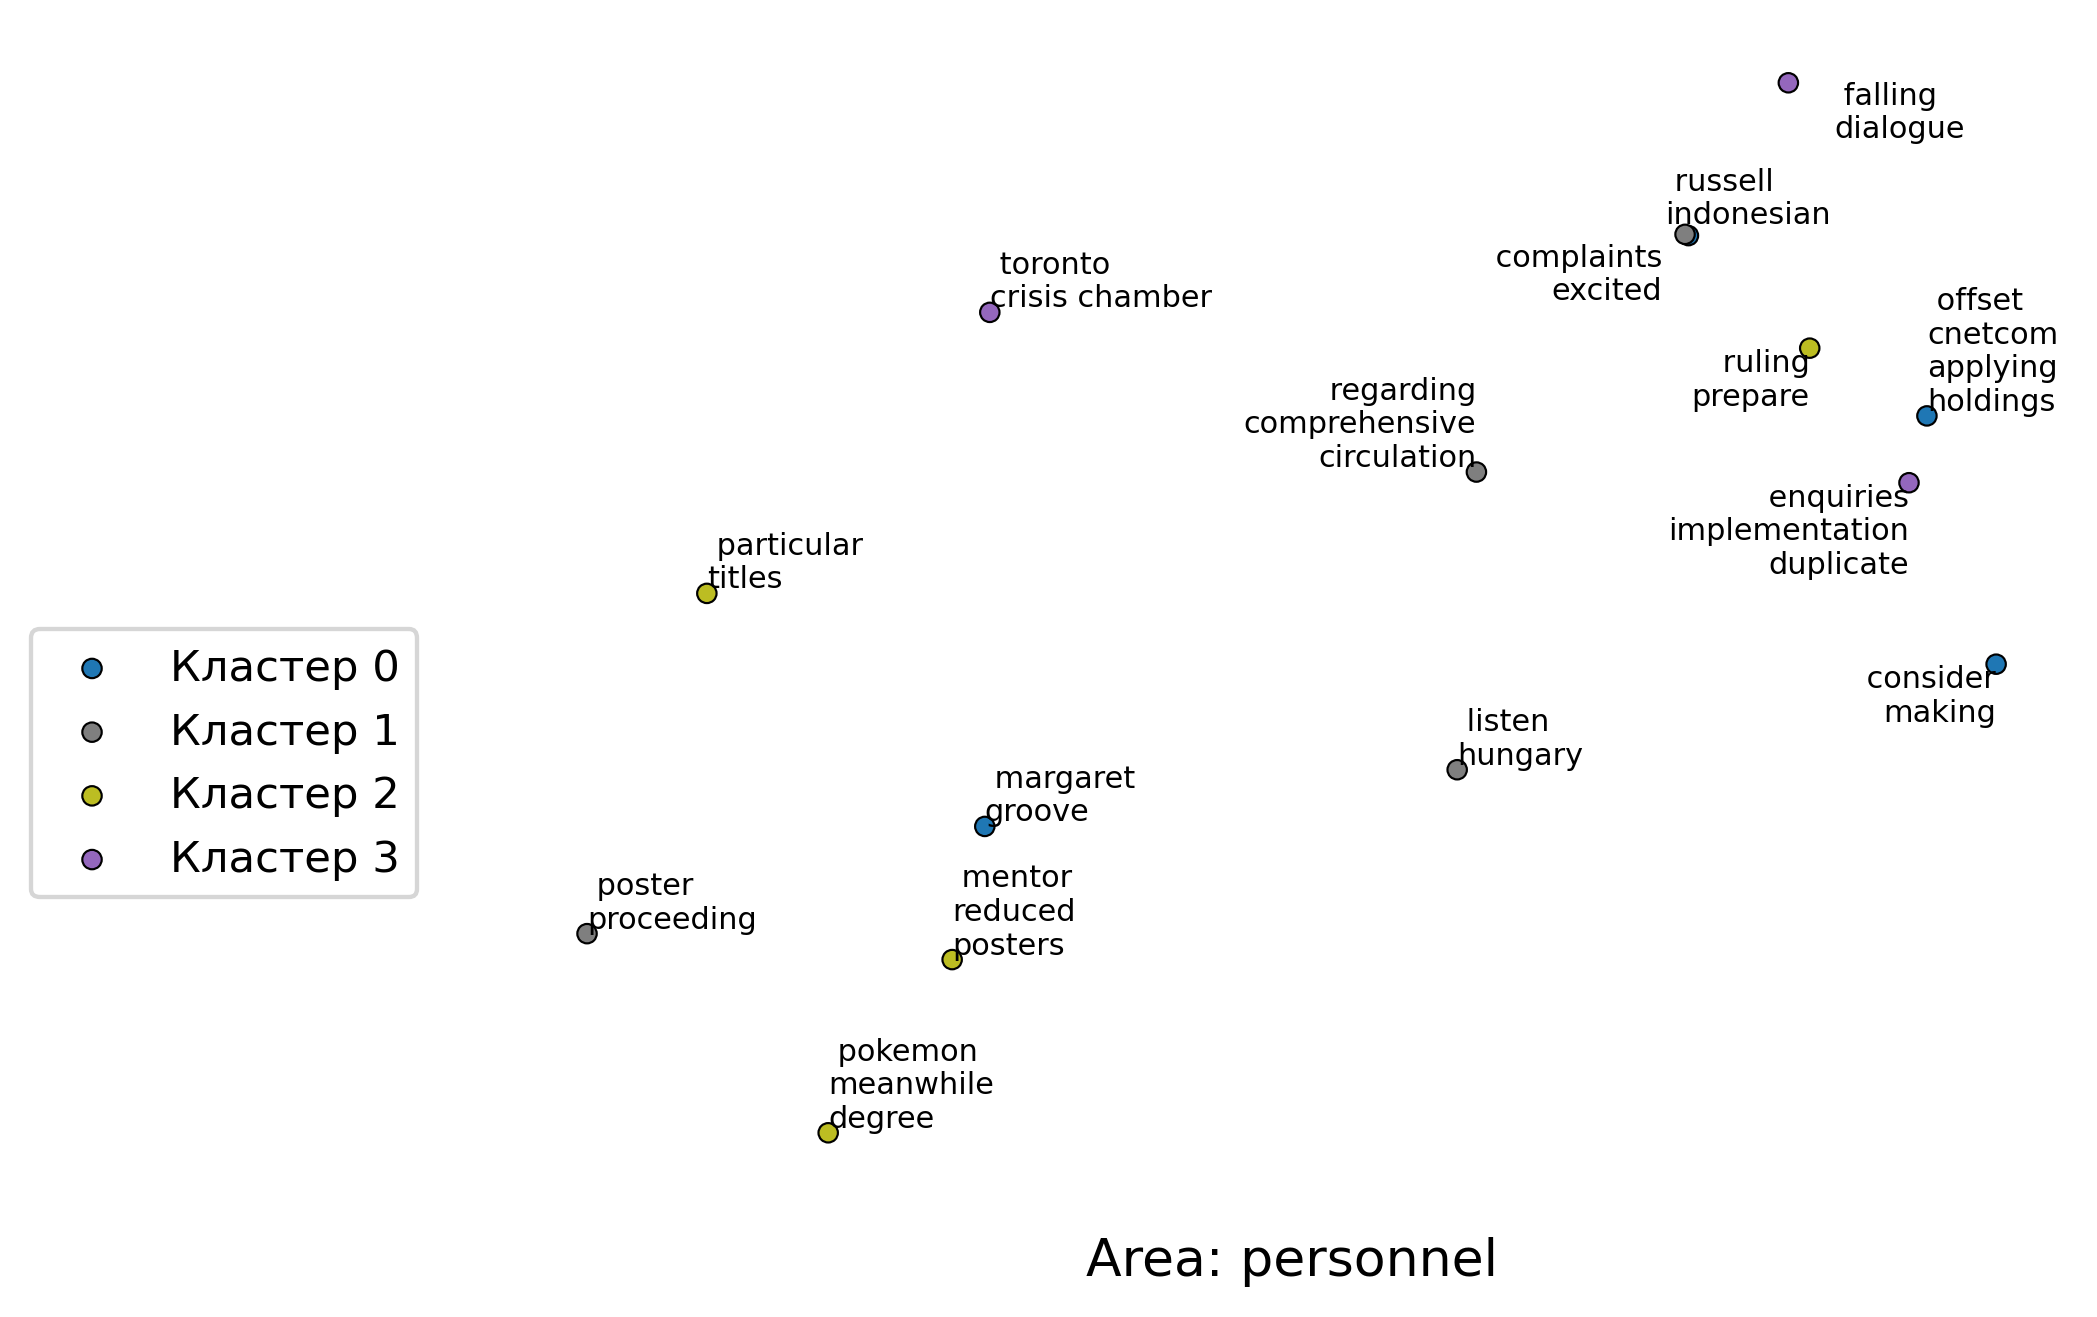 falling
dialogue
russell
indonesian
complaints
excited
toronto
crisis chamber
offset
cnetcom
applying
holdings
ruling
prepare
regarding
comprehensive
circulation
enquiries
implementation
duplicate
particular
titles
Кластер 0
Кластер 1
Кластер 2
Кластер 3
consider
making
listen
hungary
margaret
groove
mentor
reduced
posters
poster
proceeding
pokemon
meanwhile
degree
Area: personnel